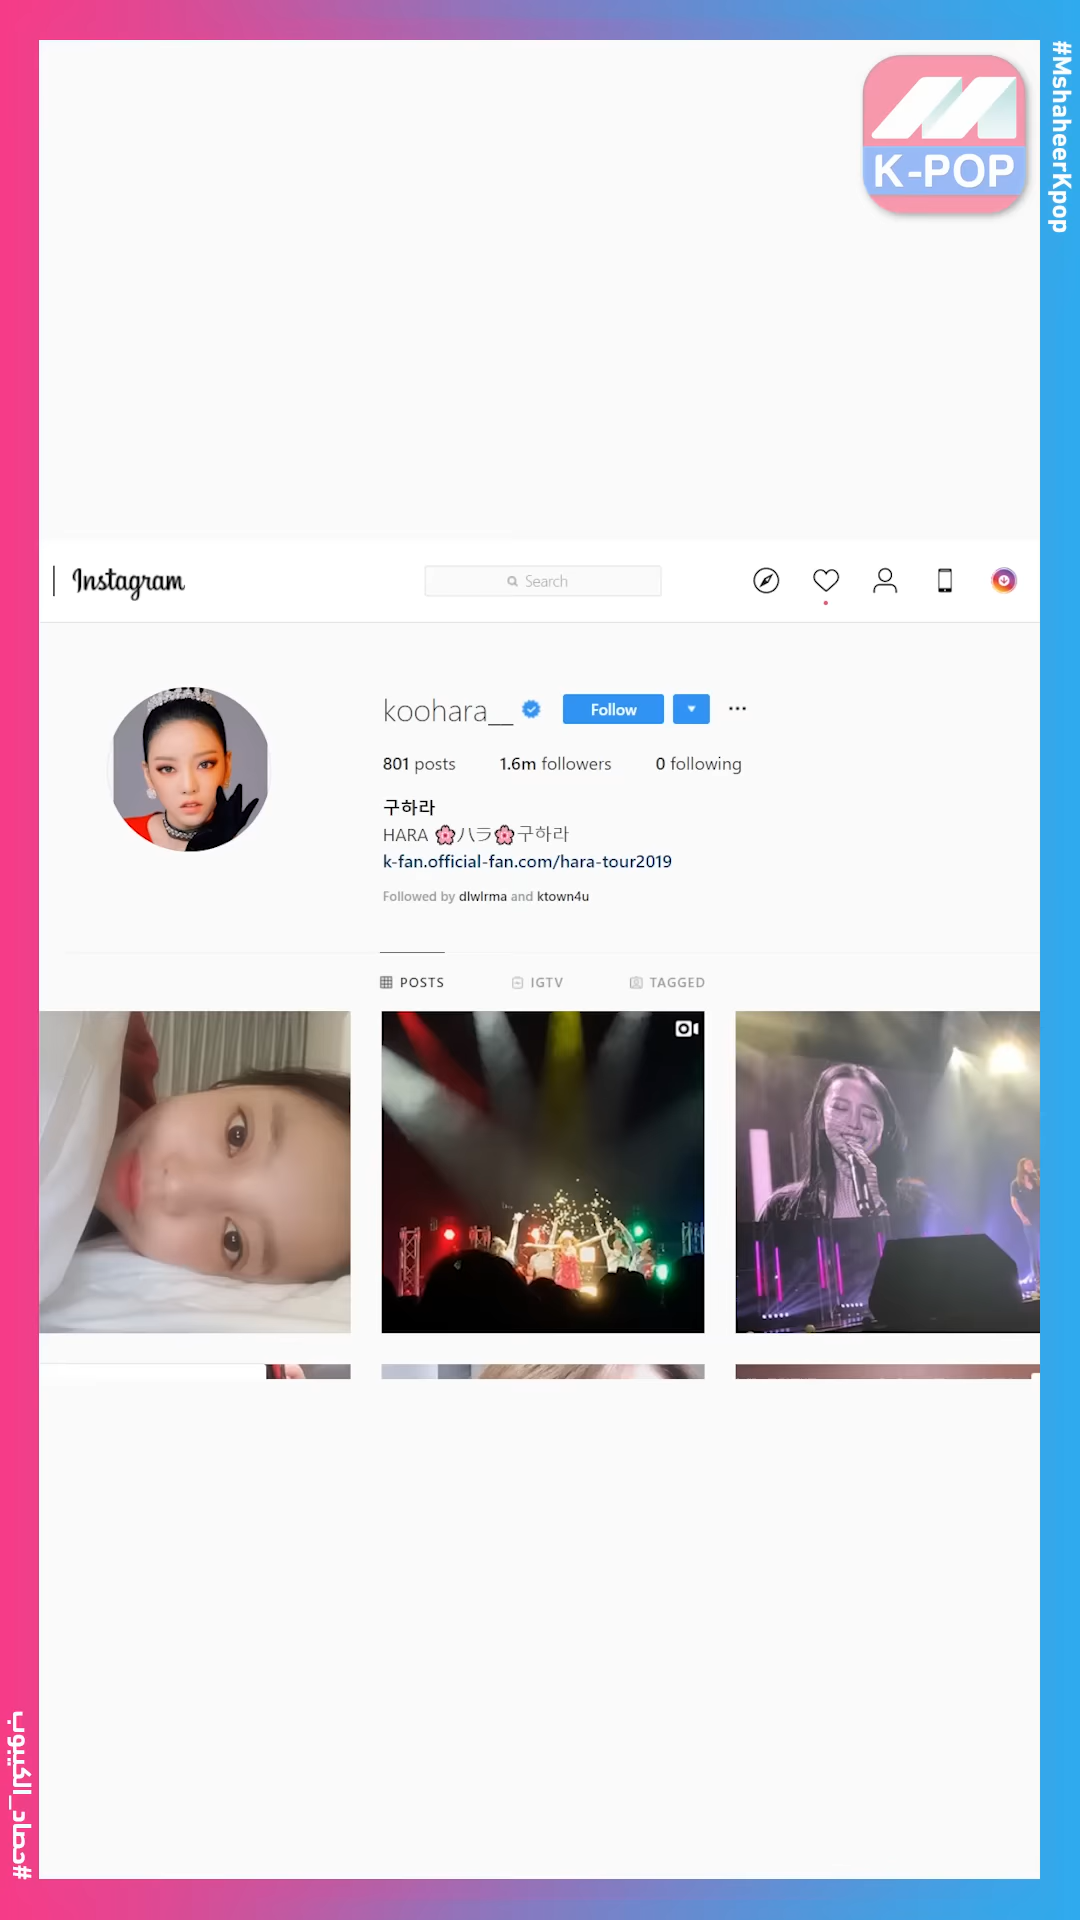 #MshaheerKpop
K-POP
Instagram
Search
koohara__
Follow
801 posts
1.6m followers
0 following
구하라
HARA 🌸ハラ🌸구하라
k-fan.official-fan.com/hara-tour2019
Followed by dlwlrma and ktown4u
POSTS
IGTV
TAGGED
#حصاد_الكيبوب